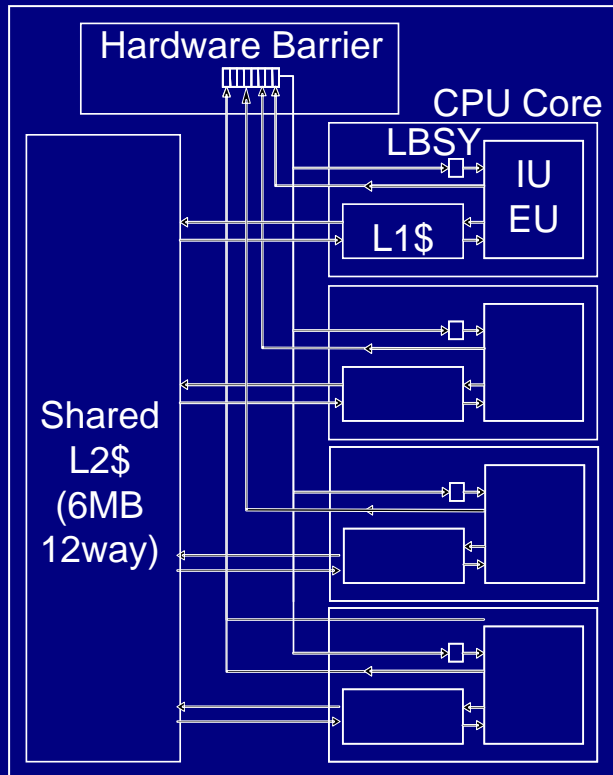 Hardware Barrier
CPU Core
LBSY
IU
EU
L1$
Shared
L2$
(6MB
12way)